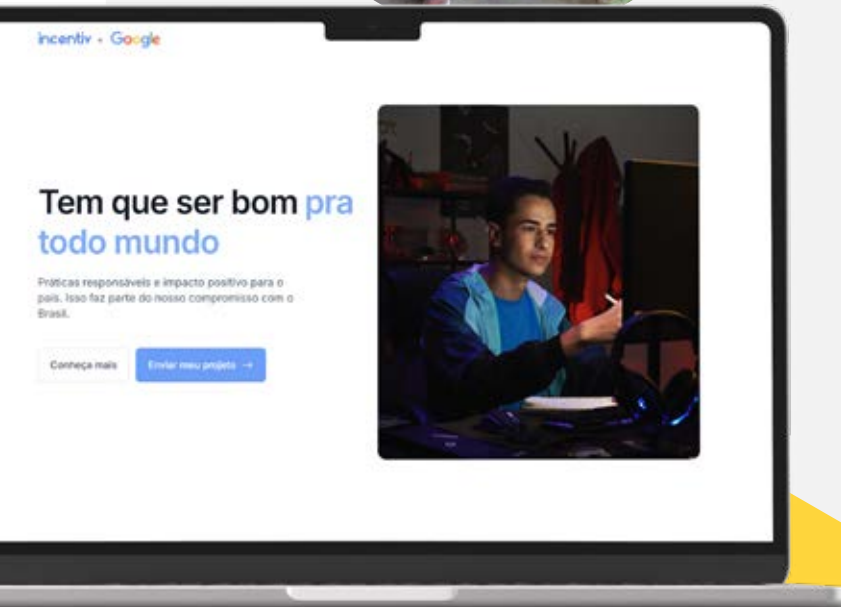 incentiv + Google
Tem que ser bom pra
todo mundo
Práticas responsáveis e impacto positivo para o
país. Isso faz parte do nosso compromisso com o
Brasil.
Conheça mais
Enviar meu projeto →